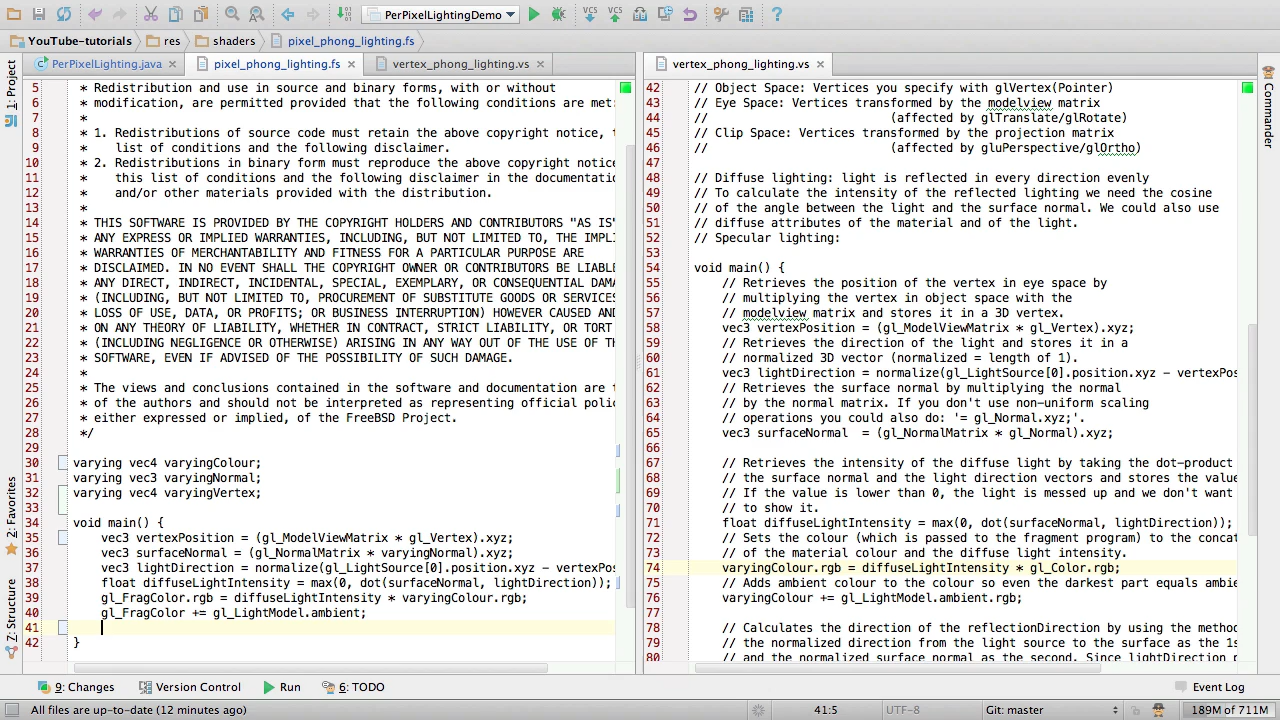 PerPixelLightingDemo
VCS VCS
YouTube-tutorials res shaders pixel_phong_lighting.fs
PerPixelLighting.java pixel_phong_lighting.fs vertex_phong_lighting.vs
1: Project
2: Favorites
7: Structure
5 * Redistribution and use in source and binary forms, with or without
6 * modification, are permitted provided that the following conditions are met:
7 *
8 * 1. Redistributions of source code must retain the above copyright notice, t
9 list of conditions and the following disclaimer.
10 * 2. Redistributions in binary form must reproduce the above copyright notice
11 * this list of conditions and the following disclaimer in the documentatio
12 * and/or other materials provided with the distribution.
13 *
14 * THIS SOFTWARE IS PROVIDED BY THE COPYRIGHT HOLDERS AND CONTRIBUTORS "AS IS"
15 * ANY EXPRESS OR IMPLIED WARRANTIES, INCLUDING, BUT NOT LIMITED TO, THE IMPLI
16 * WARRANTIES OF MERCHANTABILITY AND FITNESS FOR A PARTICULAR PURPOSE ARE
17 * DISCLAIMED. IN NO EVENT SHALL THE COPYRIGHT OWNER OR CONTRIBUTORS BE LIABLE
18 * ANY DIRECT, INDIRECT, INCIDENTAL, SPECIAL, EXEMPLARY, OR CONSEQUENTIAL DAMA
19 * (INCLUDING, BUT NOT LIMITED TO, PROCUREMENT OF SUBSTITUTE GOODS OR SERVICES
20 * LOSS OF USE, DATA, OR PROFITS; OR BUSINESS INTERRUPTION) HOWEVER CAUSED AND
21 * ON ANY THEORY OF LIABILITY, WHETHER IN CONTRACT, STRICT LIABILITY, OR TORT
22 * (INCLUDING NEGLIGENCE OR OTHERWISE) ARISING IN ANY WAY OUT OF THE USE OF TH
23 * SOFTWARE, EVEN IF ADVISED OF THE POSSIBILITY OF SUCH DAMAGE.
24 *
25 * The views and conclusions contained in the software and documentation are t
26 * of the authors and should not be interpreted as representing official polic
27 * either expressed or implied, of the FreeBSD Project.
28 */
29
30 varying vec4 varyingColour;
31 varying vec3 varyingNormal;
32 varying vec4 varyingVertex;
33
34 void main() {
35 vec3 vertexPosition = (gl_ModelViewMatrix * gl_Vertex).xyz;
36 vec3 surfaceNormal = (gl_NormalMatrix * varyingNormal).xyz;
37 vec3 lightDirection = normalize(gl_LightSource[0].position.xyz - vertexPos
38 float diffuseLightIntensity = max(0, dot(surfaceNormal, lightDirection));
39 gl_FragColor.rgb = diffuseLightIntensity * varyingColour.rgb;
40 gl_FragColor += gl_LightModel.ambient;
41
42 }
vertex_phong_lighting.vs
42 // Object Space: Vertices you specify with glVertex(Pointer)
43 // Eye Space: Vertices transformed by the modelview matrix
44 // (affected by glTranslate/glRotate)
45 // Clip Space: Vertices transformed by the projection matrix
46 // (affected by gluPerspective/glOrtho)
47
48 // Diffuse lighting: light is reflected in every direction evenly
49 // To calculate the intensity of the reflected lighting we need the cosine
50 // of the angle between the light and the surface normal. We could also use
51 // diffuse attributes of the material and of the light.
52 // Specular lighting:
53
54 void main() {
55 // Retrieves the position of the vertex in eye space by
56 // multiplying the vertex in object space with the
57 // modelview matrix and stores it in a 3D vertex.
58 vec3 vertexPosition = (gl_ModelViewMatrix * gl_Vertex).xyz;
59 // Retrieves the direction of the light and stores it in a
60 // normalized 3D vector (normalized = length of 1).
61 vec3 lightDirection = normalize(gl_LightSource[0].position.xyz - vertexPos
62 // Retrieves the surface normal by multiplying the normal
63 // by the normal matrix. If you don't use non-uniform scaling
64 // operations you could also do: '= gl_Normal.xyz;'.
65 vec3 surfaceNormal = (gl_NormalMatrix * gl_Normal).xyz;
66
67 // Retrieves the intensity of the diffuse light by taking the dot-product
68 // the surface normal and the light direction vectors and stores the value
69 // If the value is lower than 0, the light is messed up and we don't want
70 // to show it.
71 float diffuseLightIntensity = max(0, dot(surfaceNormal, lightDirection));
72 // Sets the colour (which is passed to the fragment program) to the concat
73 // of the material colour and the diffuse light intensity.
74 varyingColour.rgb = diffuseLightIntensity * gl_Color.rgb;
75 // Adds ambient colour to the colour so even the darkest part equals ambie
76 varyingColour += gl_LightModel.ambient.rgb;
77
78 // Calculates the direction of the reflectionDirection by using the method
79 // the normalized direction from the light source to the surface as the 1s
80 // and the normalized surface normal as the second. Since lightDirection p
Commander
9: Changes Version Control Run 6: TODO Event Log
All files are up-to-date (12 minutes ago) 41:5 UTF-8 Git: master 189M of 711M